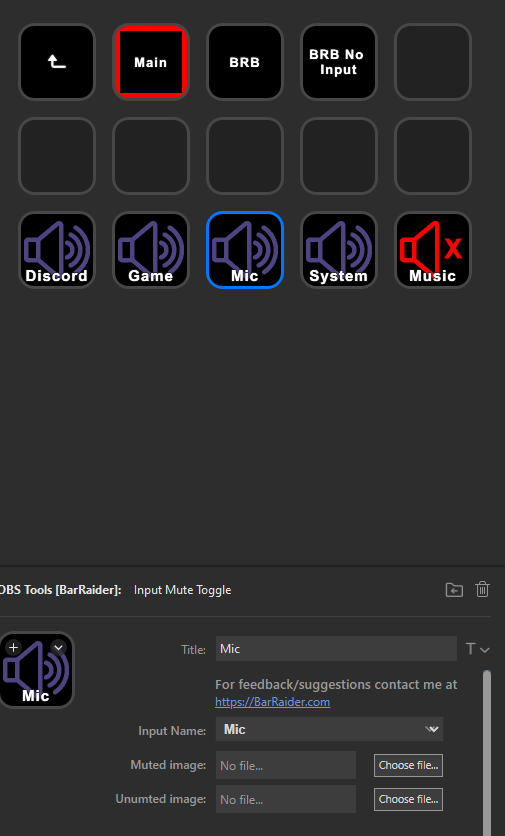 Main
BRB
BRB No
Input
Discord
Game
Mic
System
Music
OBS Tools [BarRaider]: Input Mute Toggle
Mic
Title: Mic
T
For feedback/suggestions contact me at
https://BarRaider.com
Input Name: Mic
Muted image: No file... Choose file...
Unumted image: No file... Choose file...